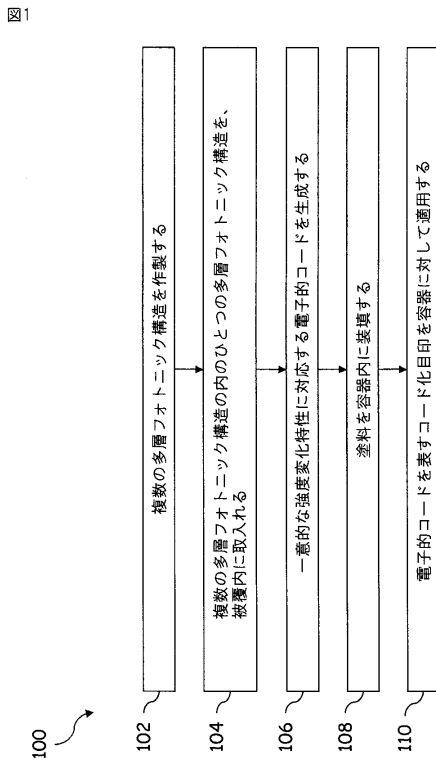 図1
100
102
複数の多層フォトニック構造を作製する
104
複数の多層フォトニック構造の内のひとつの多層フォトニック構造を、
被覆内に取入れる
106
一意的な強度変化特性に対応する電子的コードを生成する
108
塗料を容器内に装填する
110
電子的コードを表すコード化目印を容器に対して適用する